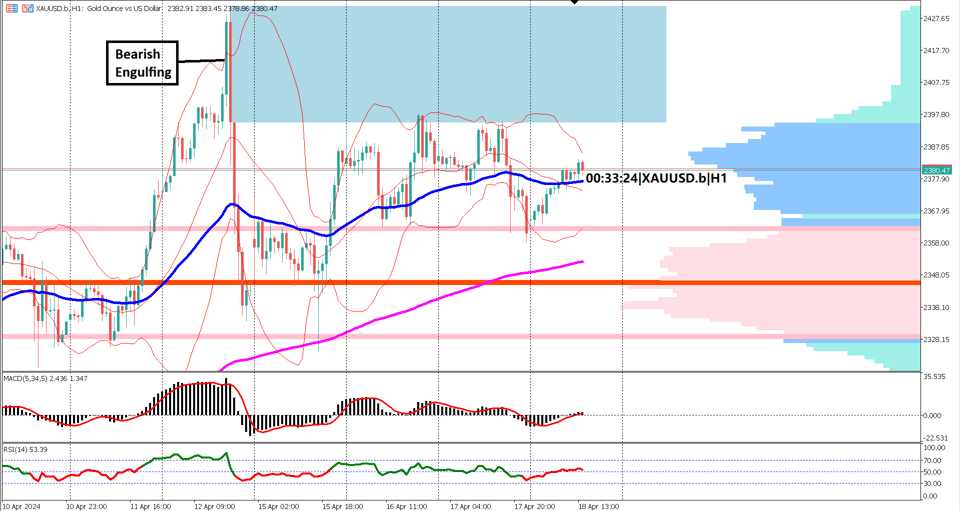 XAUUSD.b, H1: Gold Ounce vs US Dollar 2382.91 2383.45 2378.86 2380.47
Bearish
Engulfing
00:33:24|XAUUSD.b|H1
2427.65
2417.70
2407.75
2397.80
2387.85
2380.47
2377.90
2367.95
2358.00
2348.05
2338.10
2328.15
MACD(5,34,5) 2.436 1.347
35.535
0.000
-22.531
RSI(14) 53.39
100.00
70.00
50.00
30.00
0.00
10 Apr 2024
10 Apr 23:00
11 Apr 16:00
12 Apr 09:00
15 Apr 02:00
15 Apr 18:00
16 Apr 11:00
17 Apr 04:00
17 Apr 20:00
18 Apr 13:00